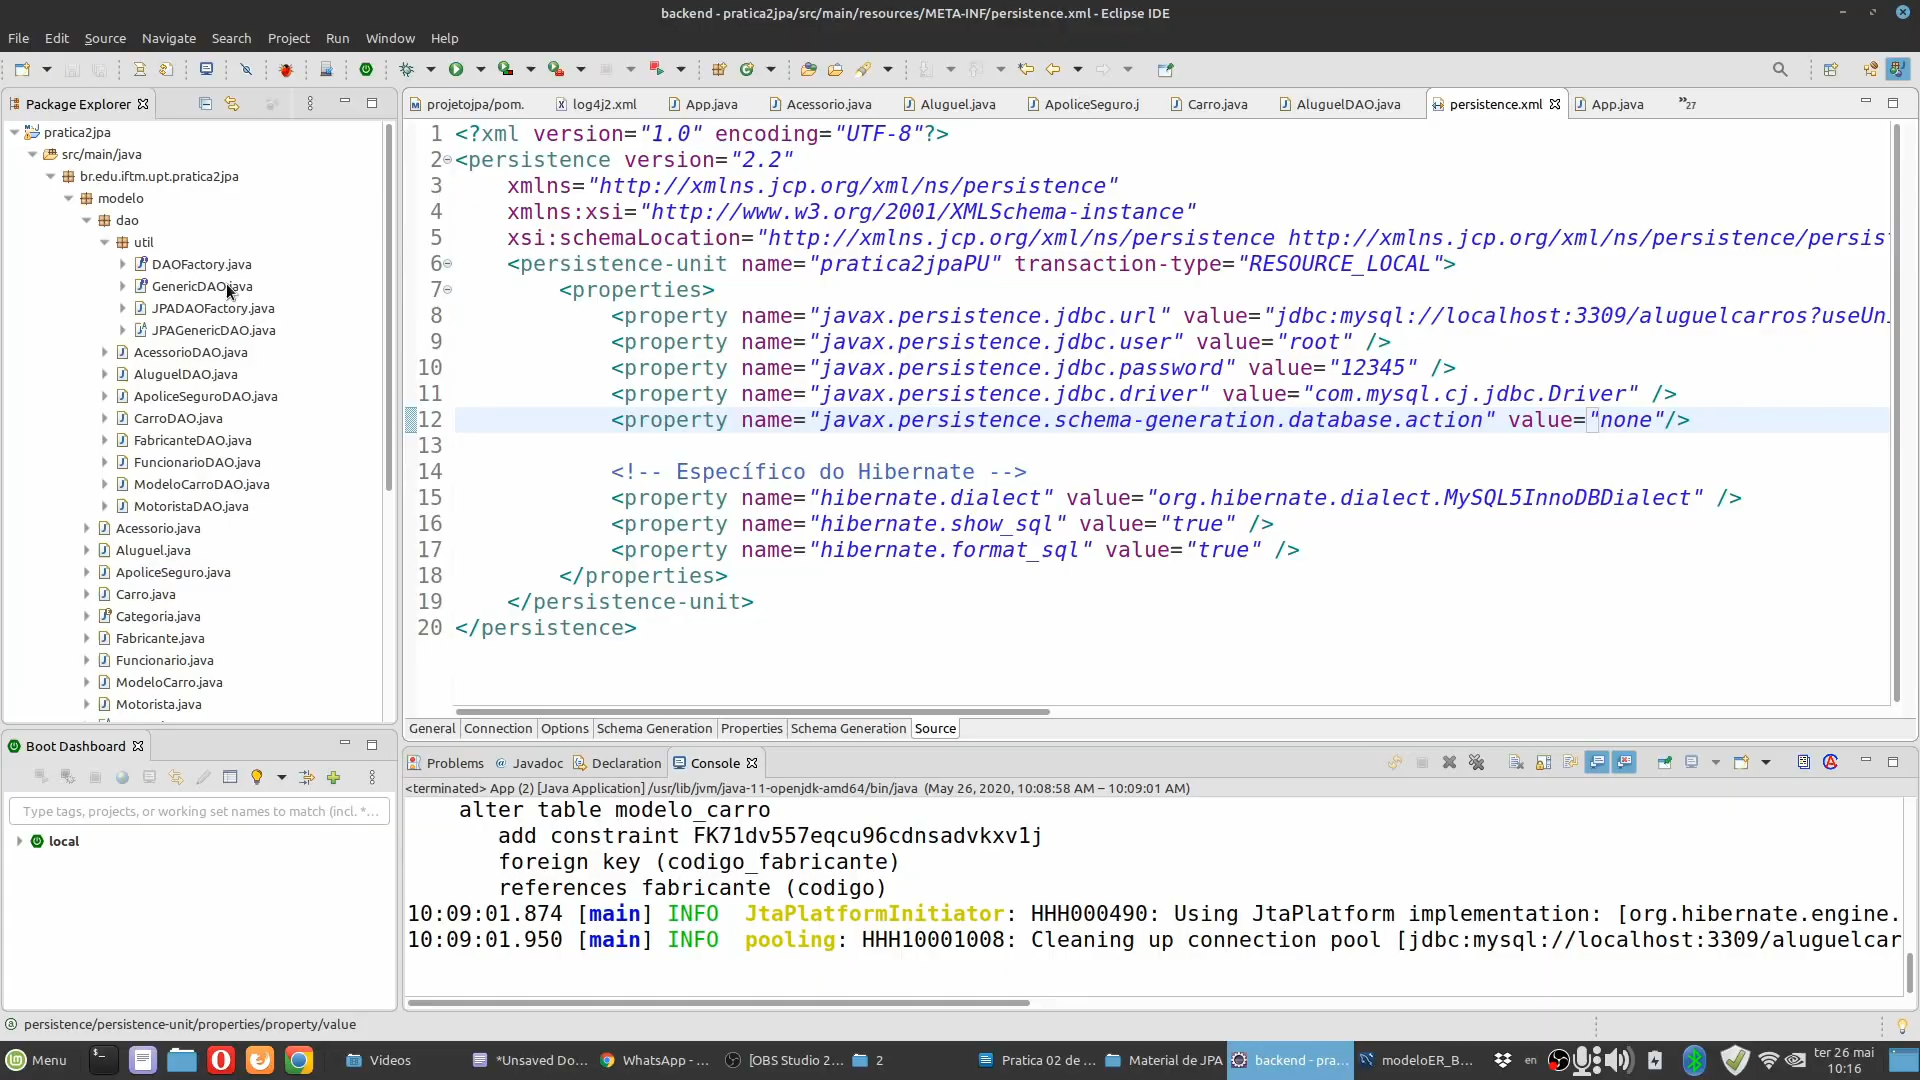 backend - pratica2jpa/src/main/resources/META-INF/persistence.xml - Eclipse IDE
File Edit Source Navigate Search Project Run Window Help
Package Explorer
projetojpa/pom. log4j2.xml App.java Acessorio.java Aluguel.java ApoliceSeguro.j Carro.java AluguelDAO.java persistence.xml App.java »27
pratica2jpa
src/main/java
br.edu.iftm.upt.pratica2jpa
modelo
dao
util
DAOFactory.java
GenericDAO.java
JPADAOFactory.java
JPAGenericDAO.java
AcessorioDAO.java
AluguelDAO.java
ApoliceSeguroDAO.java
CarroDAO.java
FabricanteDAO.java
FuncionarioDAO.java
ModeloCarroDAO.java
MotoristaDAO.java
Acessorio.java
Aluguel.java
ApoliceSeguro.java
Carro.java
Categoria.java
Fabricante.java
Funcionario.java
ModeloCarro.java
Motorista.java
1 <?xml version="1.0" encoding="UTF-8"?>
2 <persistence version="2.2"
3 xmlns="http://xmlns.jcp.org/xml/ns/persistence"
4 xmlns:xsi="http://www.w3.org/2001/XMLSchema-instance"
5 xsi:schemaLocation="http://xmlns.jcp.org/xml/ns/persistence http://xmlns.jcp.org/xml/ns/persistence/persist
6 <persistence-unit name="pratica2jpaPU" transaction-type="RESOURCE_LOCAL">
7 <properties>
8 <property name="javax.persistence.jdbc.url" value="jdbc:mysql://localhost:3309/aluguelcarros?useUni
9 <property name="javax.persistence.jdbc.user" value="root" />
10 <property name="javax.persistence.jdbc.password" value="12345" />
11 <property name="javax.persistence.jdbc.driver" value="com.mysql.cj.jdbc.Driver" />
12 <property name="javax.persistence.schema-generation.database.action" value="none"/>
13
14 <!-- Específico do Hibernate -->
15 <property name="hibernate.dialect" value="org.hibernate.dialect.MySQL5InnoDBDialect" />
16 <property name="hibernate.show_sql" value="true" />
17 <property name="hibernate.format_sql" value="true" />
18 </properties>
19 </persistence-unit>
20 </persistence>
General Connection Options Schema Generation Properties Schema Generation Source
Boot Dashboard
Type tags, projects, or working set names to match (incl. *...
local
Problems Javadoc Declaration Console
<terminated> App (2) [Java Application] /usr/lib/jvm/java-11-openjdk-amd64/bin/java (May 26, 2020, 10:08:58 AM – 10:09:01 AM)
alter table modelo_carro
add constraint FK71dv557eqcu96cdnsadvkxv1j
foreign key (codigo_fabricante)
references fabricante (codigo)
10:09:01.874 [main] INFO JtaPlatformInitiator: HHH000490: Using JtaPlatform implementation: [org.hibernate.engine.
10:09:01.950 [main] INFO pooling: HHH10001008: Cleaning up connection pool [jdbc:mysql://localhost:3309/aluguelcar
persistence/persistence-unit/properties/property/value
Menu Videos *Unsaved Do... WhatsApp - ... [OBS Studio 2... 2 Pratica 02 de ... Material de JPA backend - pra... modeloER_B... en ter 26 mai
10:16